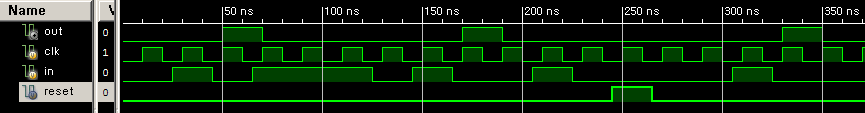 Name V 50 ns 100 ns 150 ns 200 ns 250 ns 300 ns 350 ns
out 0
clk 1
in 0
reset 0